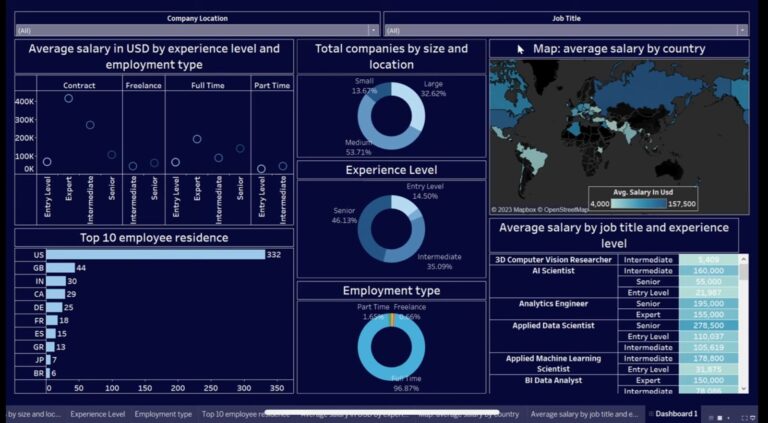 Company Location
Job Title
(All)
(All)
Average salary in USD by experience level and
employment type
Contract
Freelance
Full Time
Part Time
400K
300K
200K
100K
0K
Entry Level
Expert
Intermediate
Senior
Intermediate
Senior
Entry Level
Expert
Intermediate
Senior
Entry Level
Intermediate
Top 10 employee residence
US
332
GB
44
IN
30
CA
29
DE
25
FR
18
ES
15
GR
13
JP
7
BR
6
0
50
100
150
200
250
300
350
Total companies by size and
location
Small
13.67%
Large
32.62%
Medium
53.71%
Experience Level
Entry Level
14.50%
Senior
46.13%
Intermediate
35.09%
Employment type
Part Time
1.65%
Freelance
0.66%
Full Time
96.87%
Map: average salary by country
Avg. Salary In Usd
4,000
157,500
© 2023 Mapbox © OpenStreetMap
Average salary by job title and experience
level
3D Computer Vision Researcher Intermediate 5,409
AI Scientist Intermediate 160,000
Senior 55,000
Entry Level 21,987
Analytics Engineer Senior 195,000
Expert 155,000
Applied Data Scientist Senior 278,500
Entry Level 110,037
Intermediate 105,619
Applied Machine Learning Intermediate 178,800
Scientist Entry Level 31,875
BI Data Analyst Expert 150,000
Intermediate 78,086
by size and loc...
Experience Level
Employment type
Top 10 employee residence
Average salary in USD by experi...
Map: average salary by country
Average salary by job title and e...
Dashboard 1